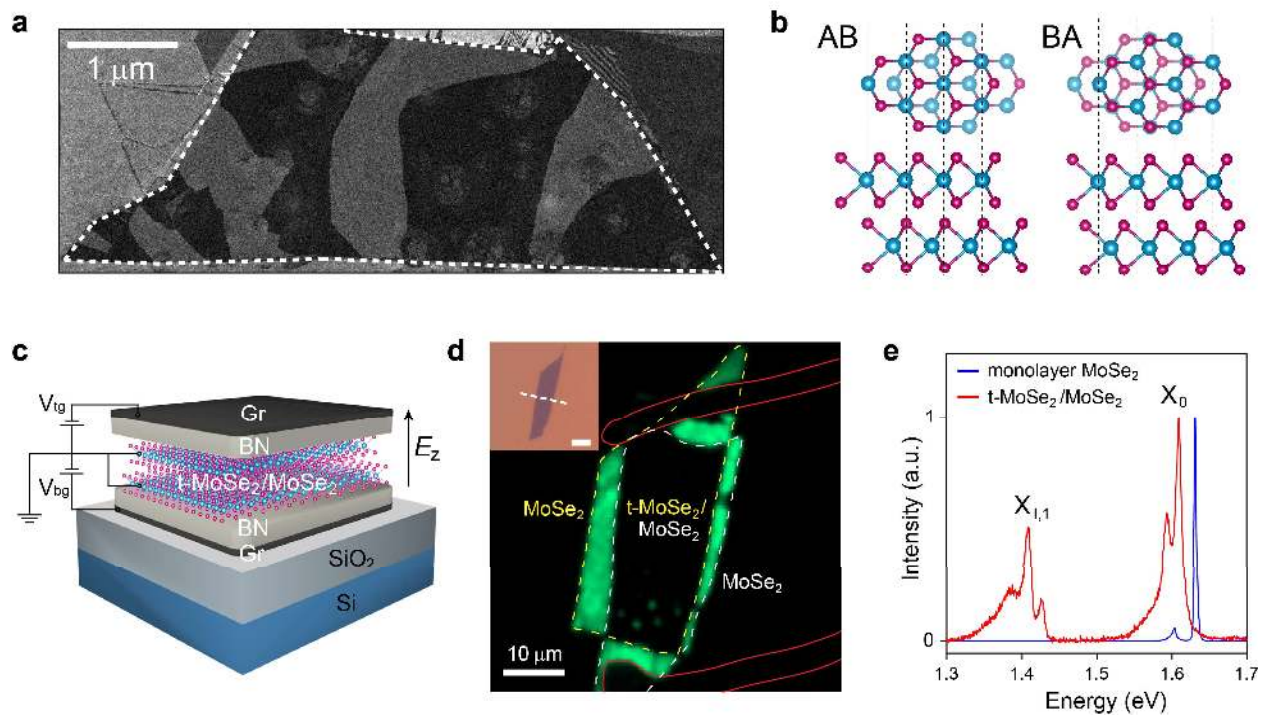 a
1 μm
b
AB
BA
c
V_tg
V_bg
Gr
BN
t-MoSe₂/MoSe₂
BN
Gr
SiO₂
Si
E_z
d
MoSe₂
t-MoSe₂/
MoSe₂
MoSe₂
10 μm
e
monolayer MoSe₂
t-MoSe₂/MoSe₂
X₀
X_I,1
Intensity (a.u.)
1
0
1.3 1.4 1.5 1.6 1.7
Energy (eV)